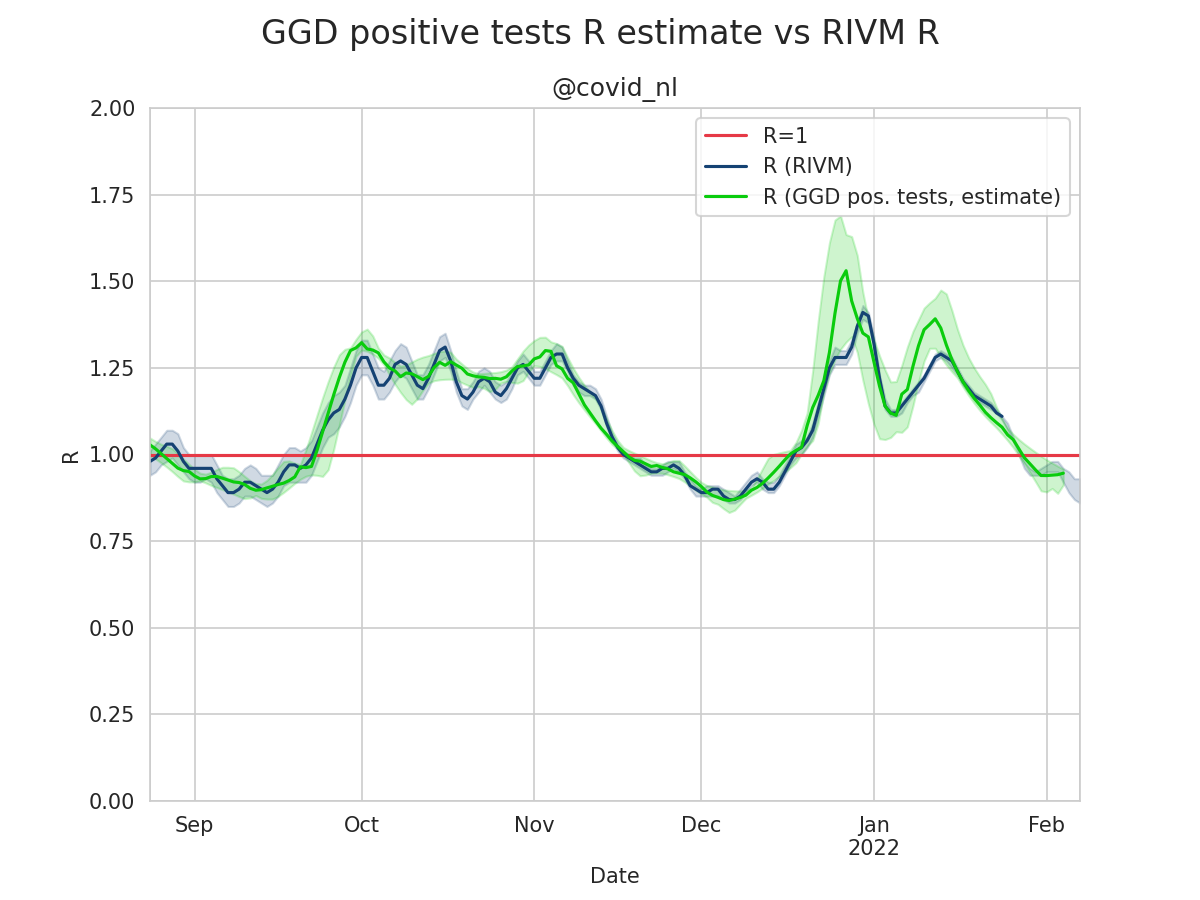 GGD positive tests R estimate vs RIVM R
@covid_nl
2.00
R=1
R (RIVM)
1.75
R (GGD pos. tests, estimate)
1.50
1.25
1.00
R
0.75
0.50
0.25
0.00
Sep Oct Nov Dec Jan Feb
2022
Date